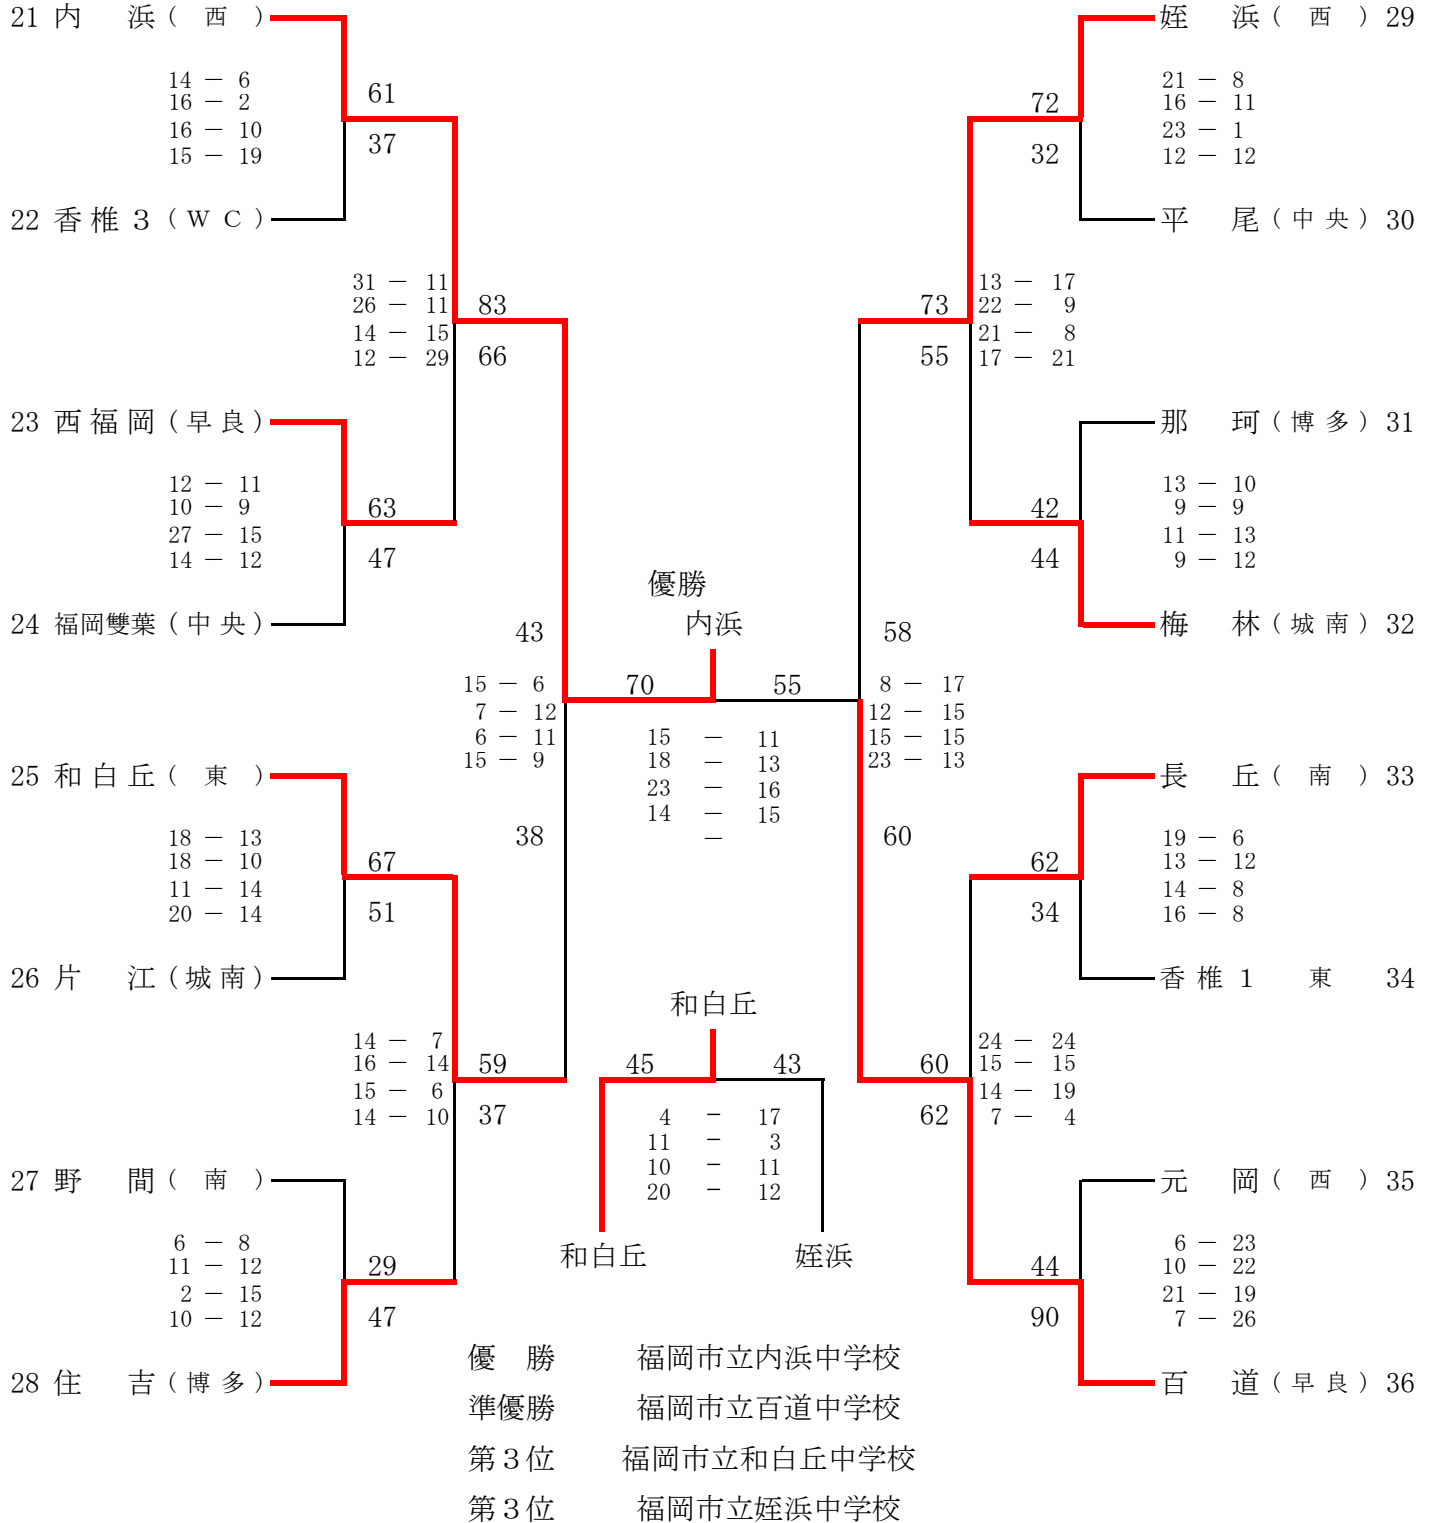 21 内 浜 ( 西 )
14 － 6
16 － 2
16 － 10
15 － 19
61
37
22 香椎３ (ＷＣ)
31 － 11
26 － 11
14 － 15
12 － 29
83
66
23 西福岡 (早良)
12 － 11
10 － 9
27 － 15
14 － 12
63
47
24 福岡雙葉 (中央)
43
15 － 6
7 － 12
6 － 11
15 － 9
38
25 和白丘 ( 東 )
18 － 13
18 － 10
11 － 14
20 － 14
67
51
26 片 江 (城南)
14 － 7
16 － 14
15 － 6
14 － 10
59
37
27 野 間 ( 南 )
6 － 8
11 － 12
2 － 15
10 － 12
29
47
28 住 吉 (博多)
優勝
内浜
70 55
15 － 11
18 － 13
23 － 16
14 － 15
－
和白丘
45 43
4 － 17
11 － 3
10 － 11
20 － 12
和白丘 姪浜
姪 浜 ( 西 ) 29
72
32
21 － 8
16 － 11
23 － 1
12 － 12
平 尾 (中央) 30
73
55
13 － 17
22 － 9
21 － 8
17 － 21
那 珂 (博多) 31
42
44
13 － 10
9 － 9
11 － 13
9 － 12
梅 林 (城南) 32
58
8 － 17
12 － 15
15 － 15
23 － 13
60
長 丘 ( 南 ) 33
62
34
19 － 6
13 － 12
14 － 8
16 － 8
香椎１ 東 34
60
62
24 － 24
15 － 15
14 － 19
7 － 4
元 岡 ( 西 ) 35
44
90
6 － 23
10 － 22
21 － 19
7 － 26
百 道 (早良) 36
優 勝 福岡市立内浜中学校
準優勝 福岡市立百道中学校
第３位 福岡市立和白丘中学校
第３位 福岡市立姪浜中学校